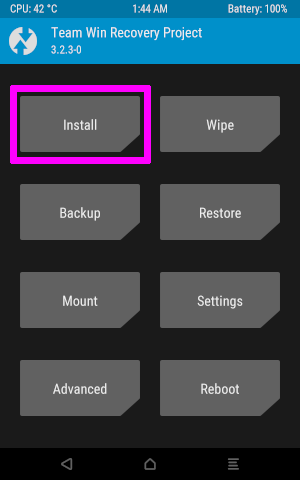 CPU: 42 °C 1:44 AM Battery: 100%
Team Win Recovery Project
3.2.3-0
Install Wipe
Backup Restore
Mount Settings
Advanced Reboot